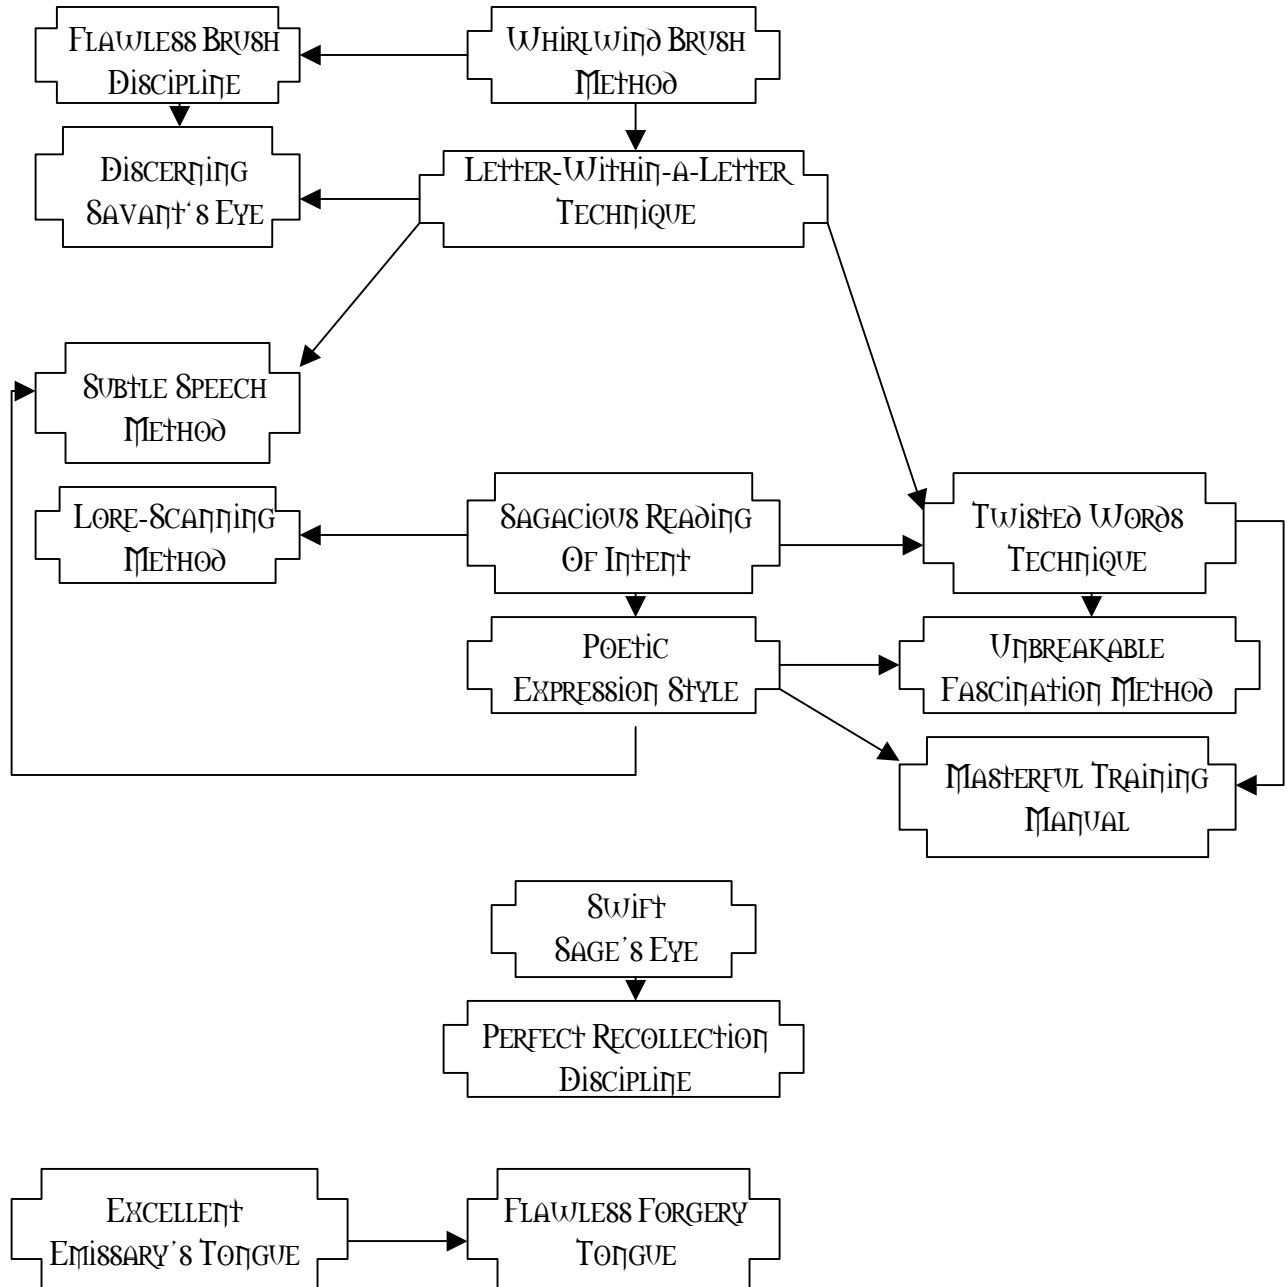 Flawless Brush
Discipline
Whirlwind Brush
Method
Discerning
Savant‘s Eye
Letter-Within-a-Letter
Technique
Subtle Speech
Method
Lore-Scanning
Method
Sagacious Reading
Of Intent
Twisted Words
Technique
Poetic
Expression Style
Unbreakable
Fascination Method
Masterful Training
Manual
Swift
Sage’s Eye
Perfect Recollection
Discipline
Excellent
Emissary’s Tongue
Flawless Forgery
Tongue